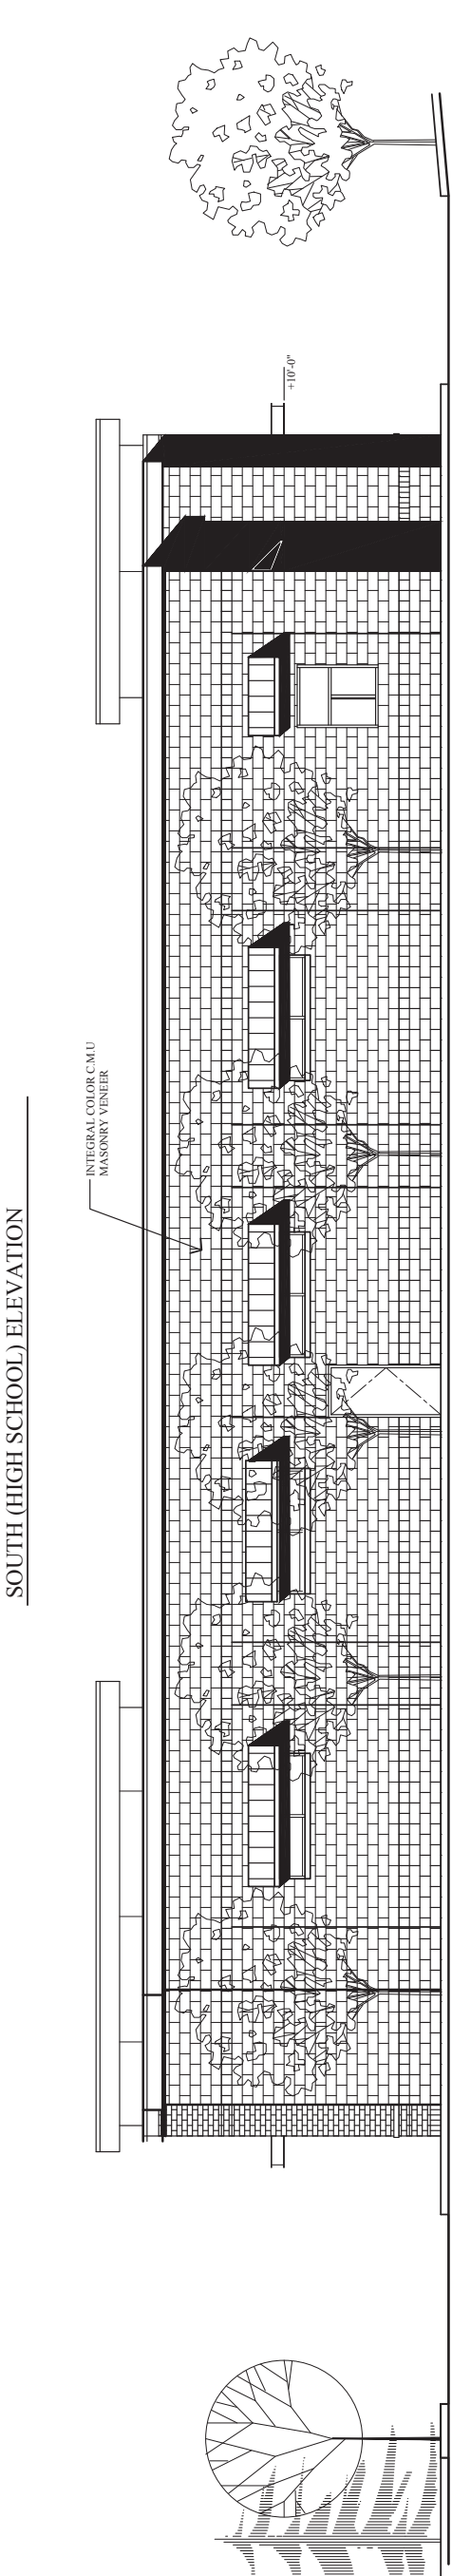 SOUTH (HIGH SCHOOL) ELEVATION
INTEGRAL COLOR C.M.U
MASONRY VENEER
+10'-0"